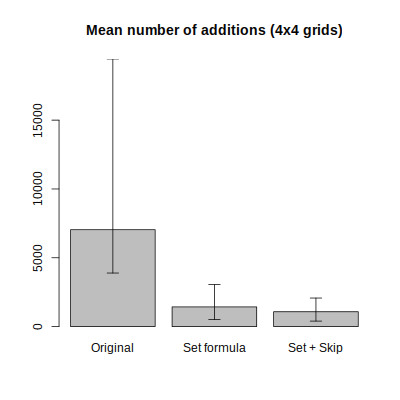 Mean number of additions (4x4 grids)
15000
10000
5000
0
Original Set formula Set + Skip